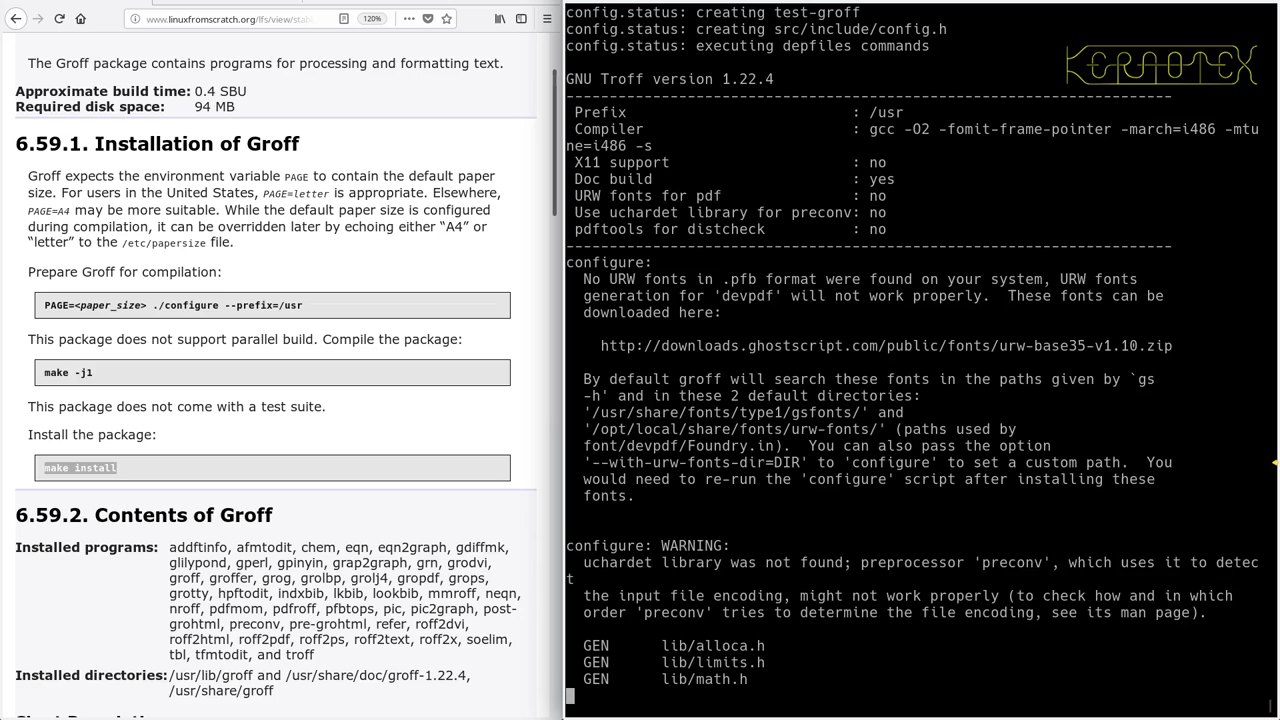 www.linuxfromscratch.org/lfs/view/stab
120%
The Groff package contains programs for processing and formatting text.
Approximate build time: 0.4 SBU
Required disk space: 94 MB
6.59.1. Installation of Groff
Groff expects the environment variable PAGE to contain the default paper
size. For users in the United States, PAGE=letter is appropriate. Elsewhere,
PAGE=A4 may be more suitable. While the default paper size is configured
during compilation, it can be overridden later by echoing either “A4” or
“letter” to the /etc/papersize file.
Prepare Groff for compilation:
PAGE=<paper_size> ./configure --prefix=/usr
This package does not support parallel build. Compile the package:
make -j1
This package does not come with a test suite.
Install the package:
make install
6.59.2. Contents of Groff
Installed programs: addftinfo, afmtodit, chem, eqn, eqn2graph, gdiffmk,
glilypond, gperl, gpinyin, grap2graph, grn, grodvi,
groff, groffer, grog, grolbp, grolj4, gropdf, grops,
grotty, hpftodit, indxbib, lkbib, lookbib, mmroff, neqn,
nroff, pdfmom, pdfroff, pfbtops, pic, pic2graph, post-
grohtml, preconv, pre-grohtml, refer, roff2dvi,
roff2html, roff2pdf, roff2ps, roff2text, roff2x, soelim,
tbl, tfmtodit, and troff
Installed directories: /usr/lib/groff and /usr/share/doc/groff-1.22.4,
/usr/share/groff
config.status: creating test-groff
config.status: creating src/include/config.h
config.status: executing depfiles commands
KERAOTEX
GNU Troff version 1.22.4
----------------------------------------------------------------------
Prefix : /usr
Compiler : gcc -O2 -fomit-frame-pointer -march=i486 -mtu
ne=i486 -s
X11 support : no
Doc build : yes
URW fonts for pdf : no
Use uchardet library for preconv: no
pdftools for distcheck : no
----------------------------------------------------------------------
configure:
No URW fonts in .pfb format were found on your system, URW fonts
generation for 'devpdf' will not work properly. These fonts can be
downloaded here:
http://downloads.ghostscript.com/public/fonts/urw-base35-v1.10.zip
By default groff will search these fonts in the paths given by `gs
-h' and in these 2 default directories:
'/usr/share/fonts/type1/gsfonts/' and
'/opt/local/share/fonts/urw-fonts/' (paths used by
font/devpdf/Foundry.in). You can also pass the option
'--with-urw-fonts-dir=DIR' to 'configure' to set a custom path. You
would need to re-run the 'configure' script after installing these
fonts.
configure: WARNING:
uchardet library was not found; preprocessor 'preconv', which uses it to detec
t
the input file encoding, might not work properly (to check how and in which
order 'preconv' tries to determine the file encoding, see its man page).
GEN lib/alloca.h
GEN lib/limits.h
GEN lib/math.h